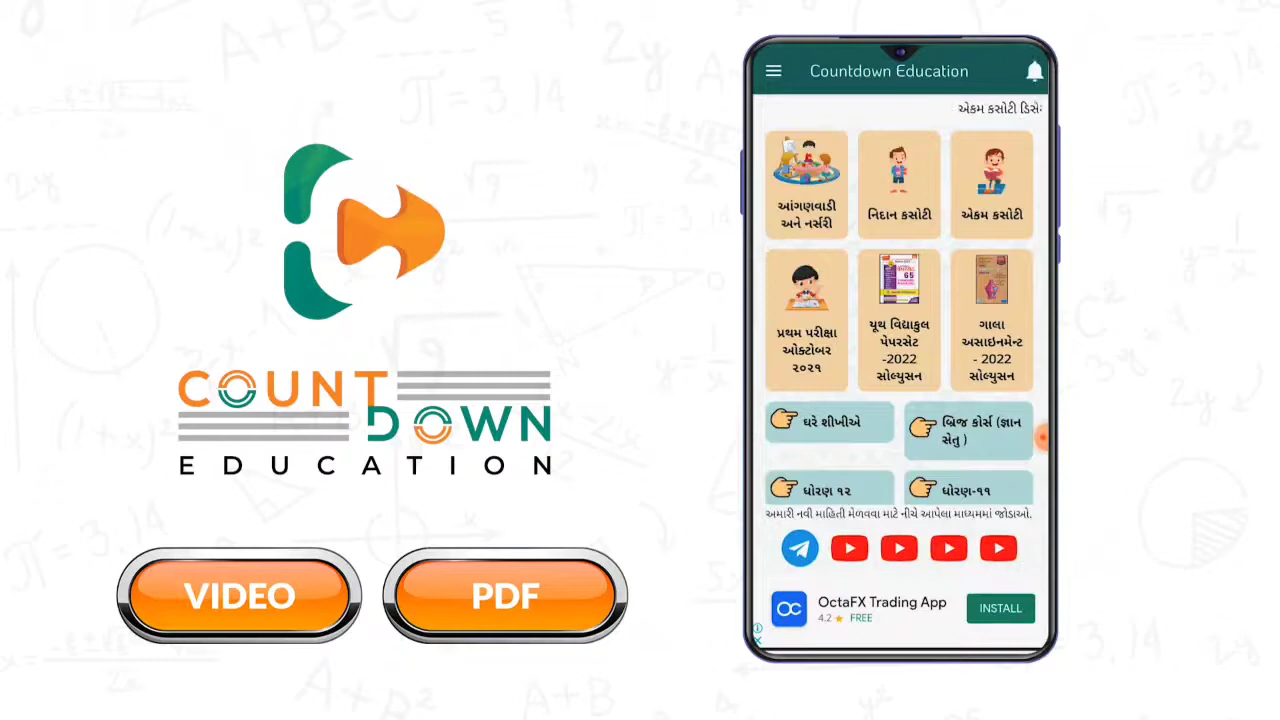 COUNT
DOWN
EDUCATION
VIDEO
PDF
Countdown Education
એકમ કસોટી ડિસે
આંગણવાડી
અને નર્સરી
નિદાન કસોટી
એકમ કસોટી
પ્રથમ પરીક્ષા
ઓક્ટોબર
૨૦૨૧
યૂથ વિદ્યાકુલ
પેપરસેટ
-2022
સોલ્યુસન
ગાલા
અસાઇનમેન્ટ
- 2022
સોલ્યુસન
ઘરે શીખીએ
બ્રિજ કોર્સ (જ્ઞાન
સેતુ )
ધોરણ ૧૨
ધોરણ-૧૧
અમારી નવી માહિતી મેળવવા માટે નીચે આપેલા માધ્યમમાં જોડાઓ.
OctaFX Trading App
4.2 ★ FREE
INSTALL